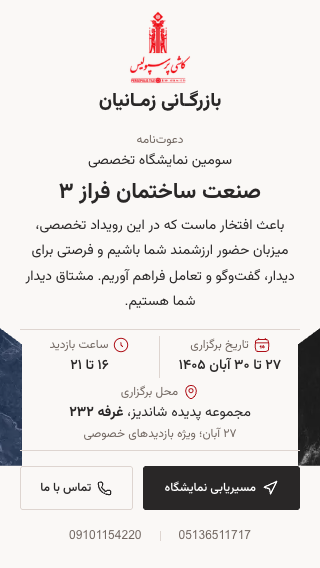 کاشی پرسپولیس
بازرگـانی زمـانیان
دعوت‌نامه
سومین نمایشگاه تخصصی
صنعت ساختمان فراز ۳
باعث افتخار ماست که در این رویداد تخصصی،
میزبان حضور ارزشمند شما باشیم و فرصتی برای
دیدار، گفت‌وگو و تعامل فراهم آوریم. مشتاق دیدار
شما هستیم.
تاریخ برگزاری
۲۷ تا ۳۰ آبان ۱۴۰۵
ساعت بازدید
۱۶ تا ۲۱
محل برگزاری
مجموعه پدیده شاندیز، غرفه ۲۳۲
۲۷ آبان؛ ویژه بازدیدهای خصوصی
مسیریابی نمایشگاه
تماس با ما
05136511717
09101154220